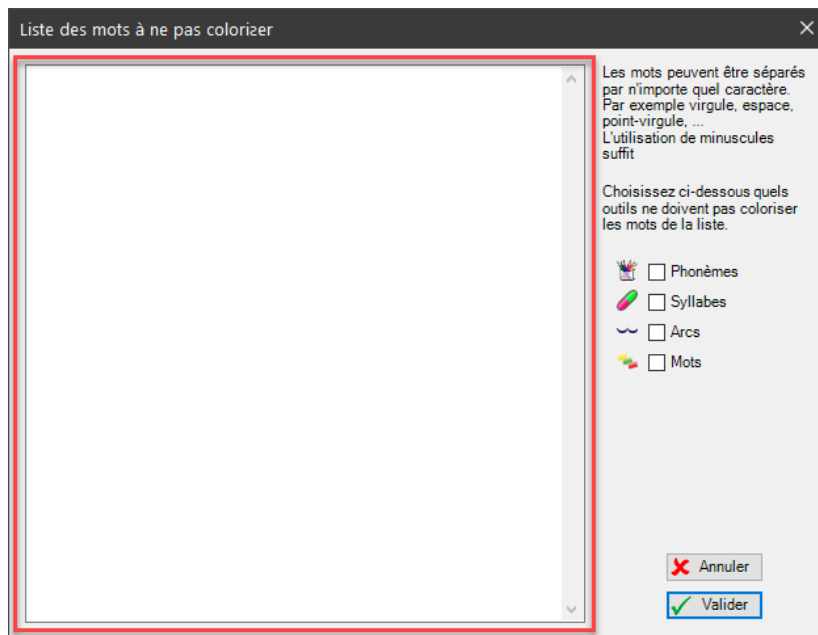 Liste des mots à ne pas colorizer
Les mots peuvent être séparés
par n'importe quel caractère.
Par exemple virgule, espace,
point-virgule, ...
L'utilisation de minuscules
suffit
Choisissez ci-dessous quels
outils ne doivent pas coloriser
les mots de la liste.
Phonèmes
Syllabes
Arcs
Mots
Annuler
Valider